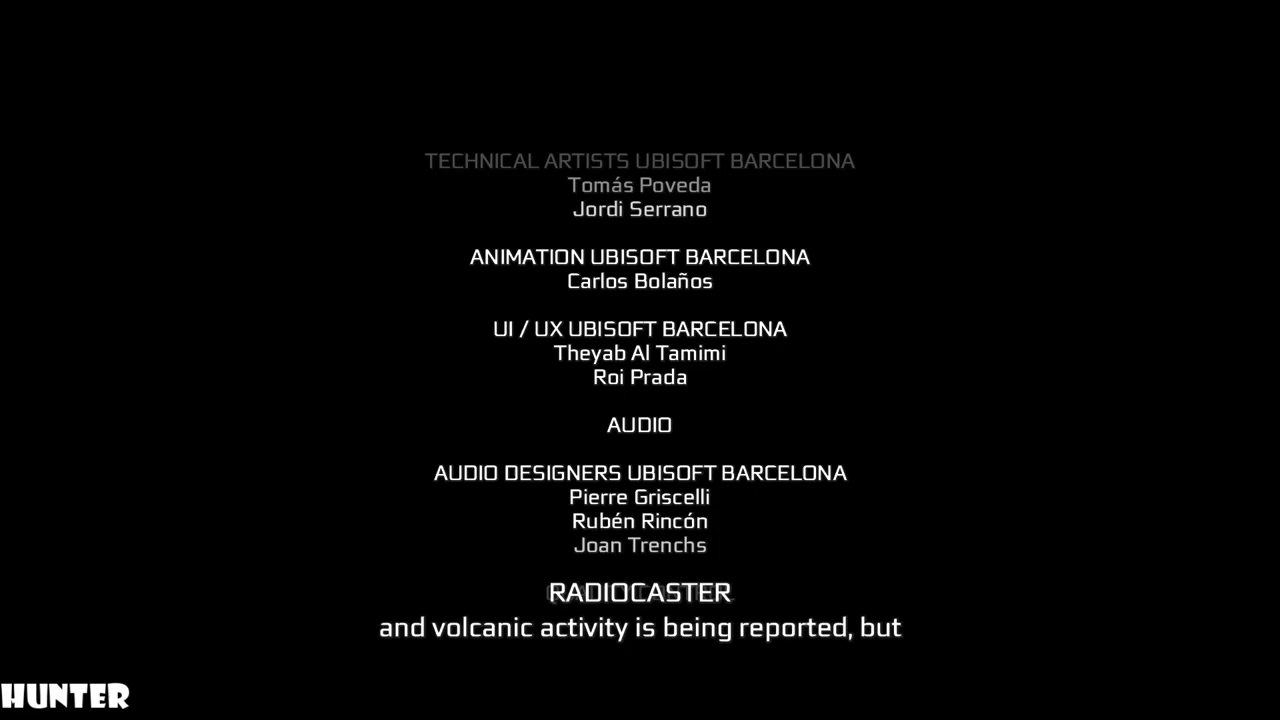 TECHNICAL ARTISTS UBISOFT BARCELONA
Tomás Poveda
Jordi Serrano
ANIMATION UBISOFT BARCELONA
Carlos Bolaños
UI / UX UBISOFT BARCELONA
Theyab Al Tamimi
Roi Prada
AUDIO
AUDIO DESIGNERS UBISOFT BARCELONA
Pierre Griscelli
Rubén Rincón
Joan Trenchs
RADIOCASTER
and volcanic activity is being reported, but
HUNTER